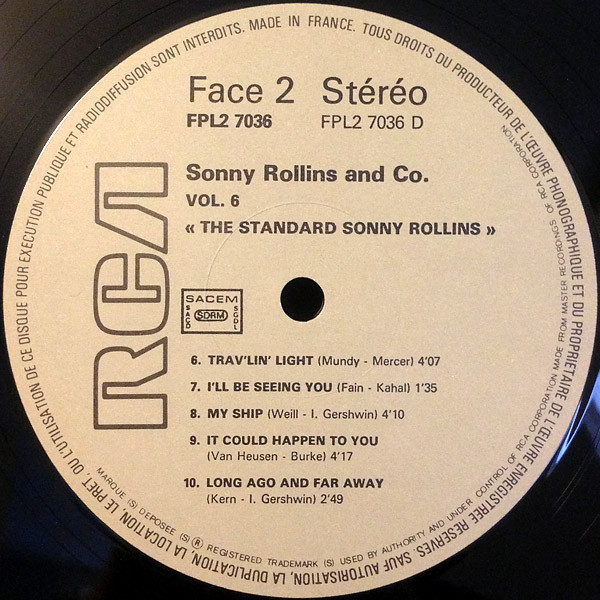 Face 2 Stéréo
FPL2 7036 FPL2 7036 D
RCA
Sonny Rollins and Co.
VOL. 6
« THE STANDARD SONNY ROLLINS »
SACEM
SACD SDRM SGDL
6. TRAV'LIN' LIGHT (Mundy - Mercer) 4'07
7. I'LL BE SEEING YOU (Fain - Kahal) 1'35
8. MY SHIP (Weill - I. Gershwin) 4'10
9. IT COULD HAPPEN TO YOU
(Van Heusen - Burke) 4'17
10. LONG AGO AND FAR AWAY
(Kern - I. Gershwin) 2'49
MADE IN FRANCE. TOUS DROITS DU PRODUCTEUR DE L'ŒUVRE PHONOGRAPHIQUE ET DU PROPRIETAIRE DE L'ŒUVRE ENREGISTREE RESERVES. SAUF AUTORISATION, LA DUPLICATION, LA LOCATION, LE PRET, OU L'UTILISATION DE CE DISQUE POUR EXECUTION PUBLIQUE ET RADIODIFFUSION SONT INTERDITS.
MARQUE (S) DEPOSEE (S) ® REGISTERED TRADEMARK (S) USED BY AUTHORITY AND UNDER CONTROL OF RCA CORPORATION MADE FROM MASTER RECORDINGS OF RCA CORPORATION